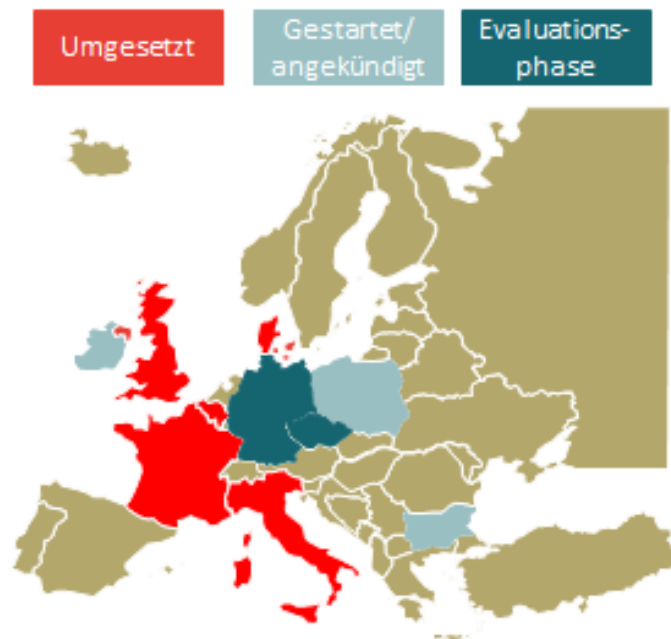 Umgesetzt
Gestartet/
angekündigt
Evaluations-
phase